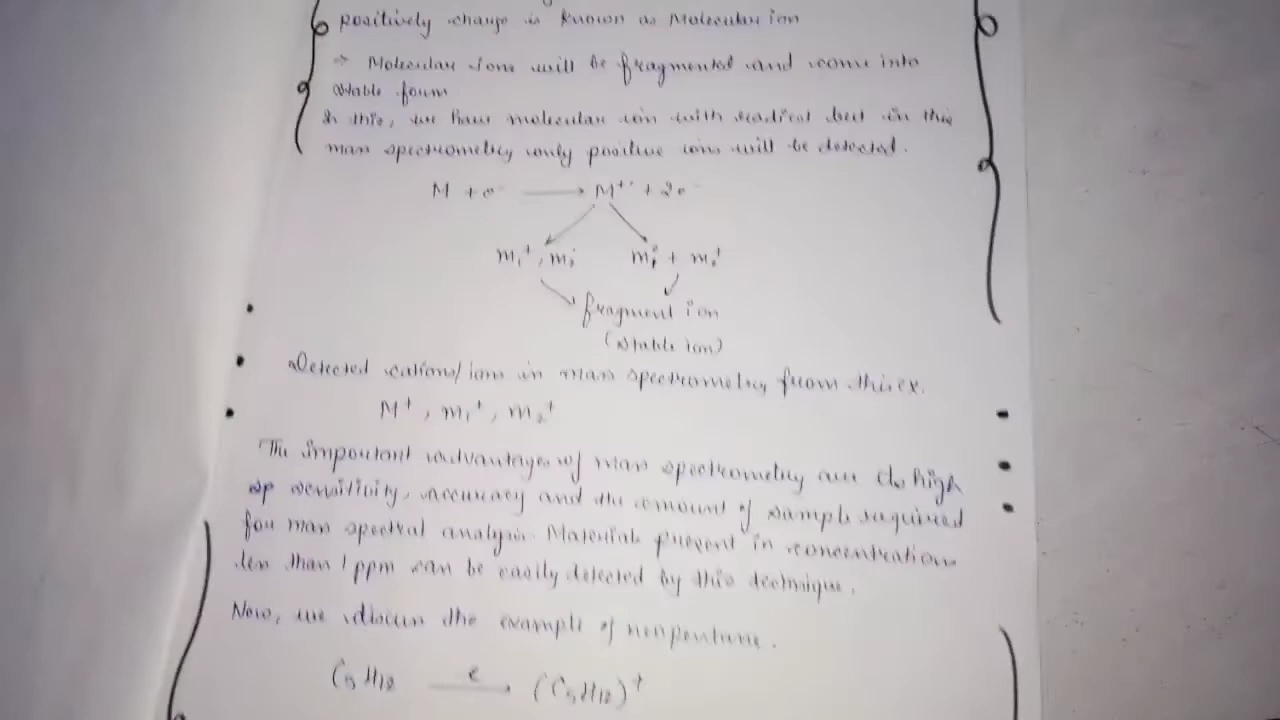 positively charge is known as Molecular ion
→ Molecular ions will be fragmented and come into
stable form
In this, we have molecular ion with radical but in this
mass spectrometry only positive ions will be detected.
M + e⁻ → M⁺˙ + 2e⁻
m₁⁺, m₂˙ m₁˙ + m₂⁺
fragment ion
(stable ion)
Detected cations/ions in mass spectrometry from this ex.
M⁺, m₁⁺, m₂⁺
The important advantages of mass spectrometry are its high
sensitivity, accuracy and the amount of sample required
for mass spectral analysis. Materials present in concentration
less than 1 ppm can be easily detected by this technique.
Now, we discuss the example of neopentane.
C₅H₁₂ e → (C₅H₁₂)⁺